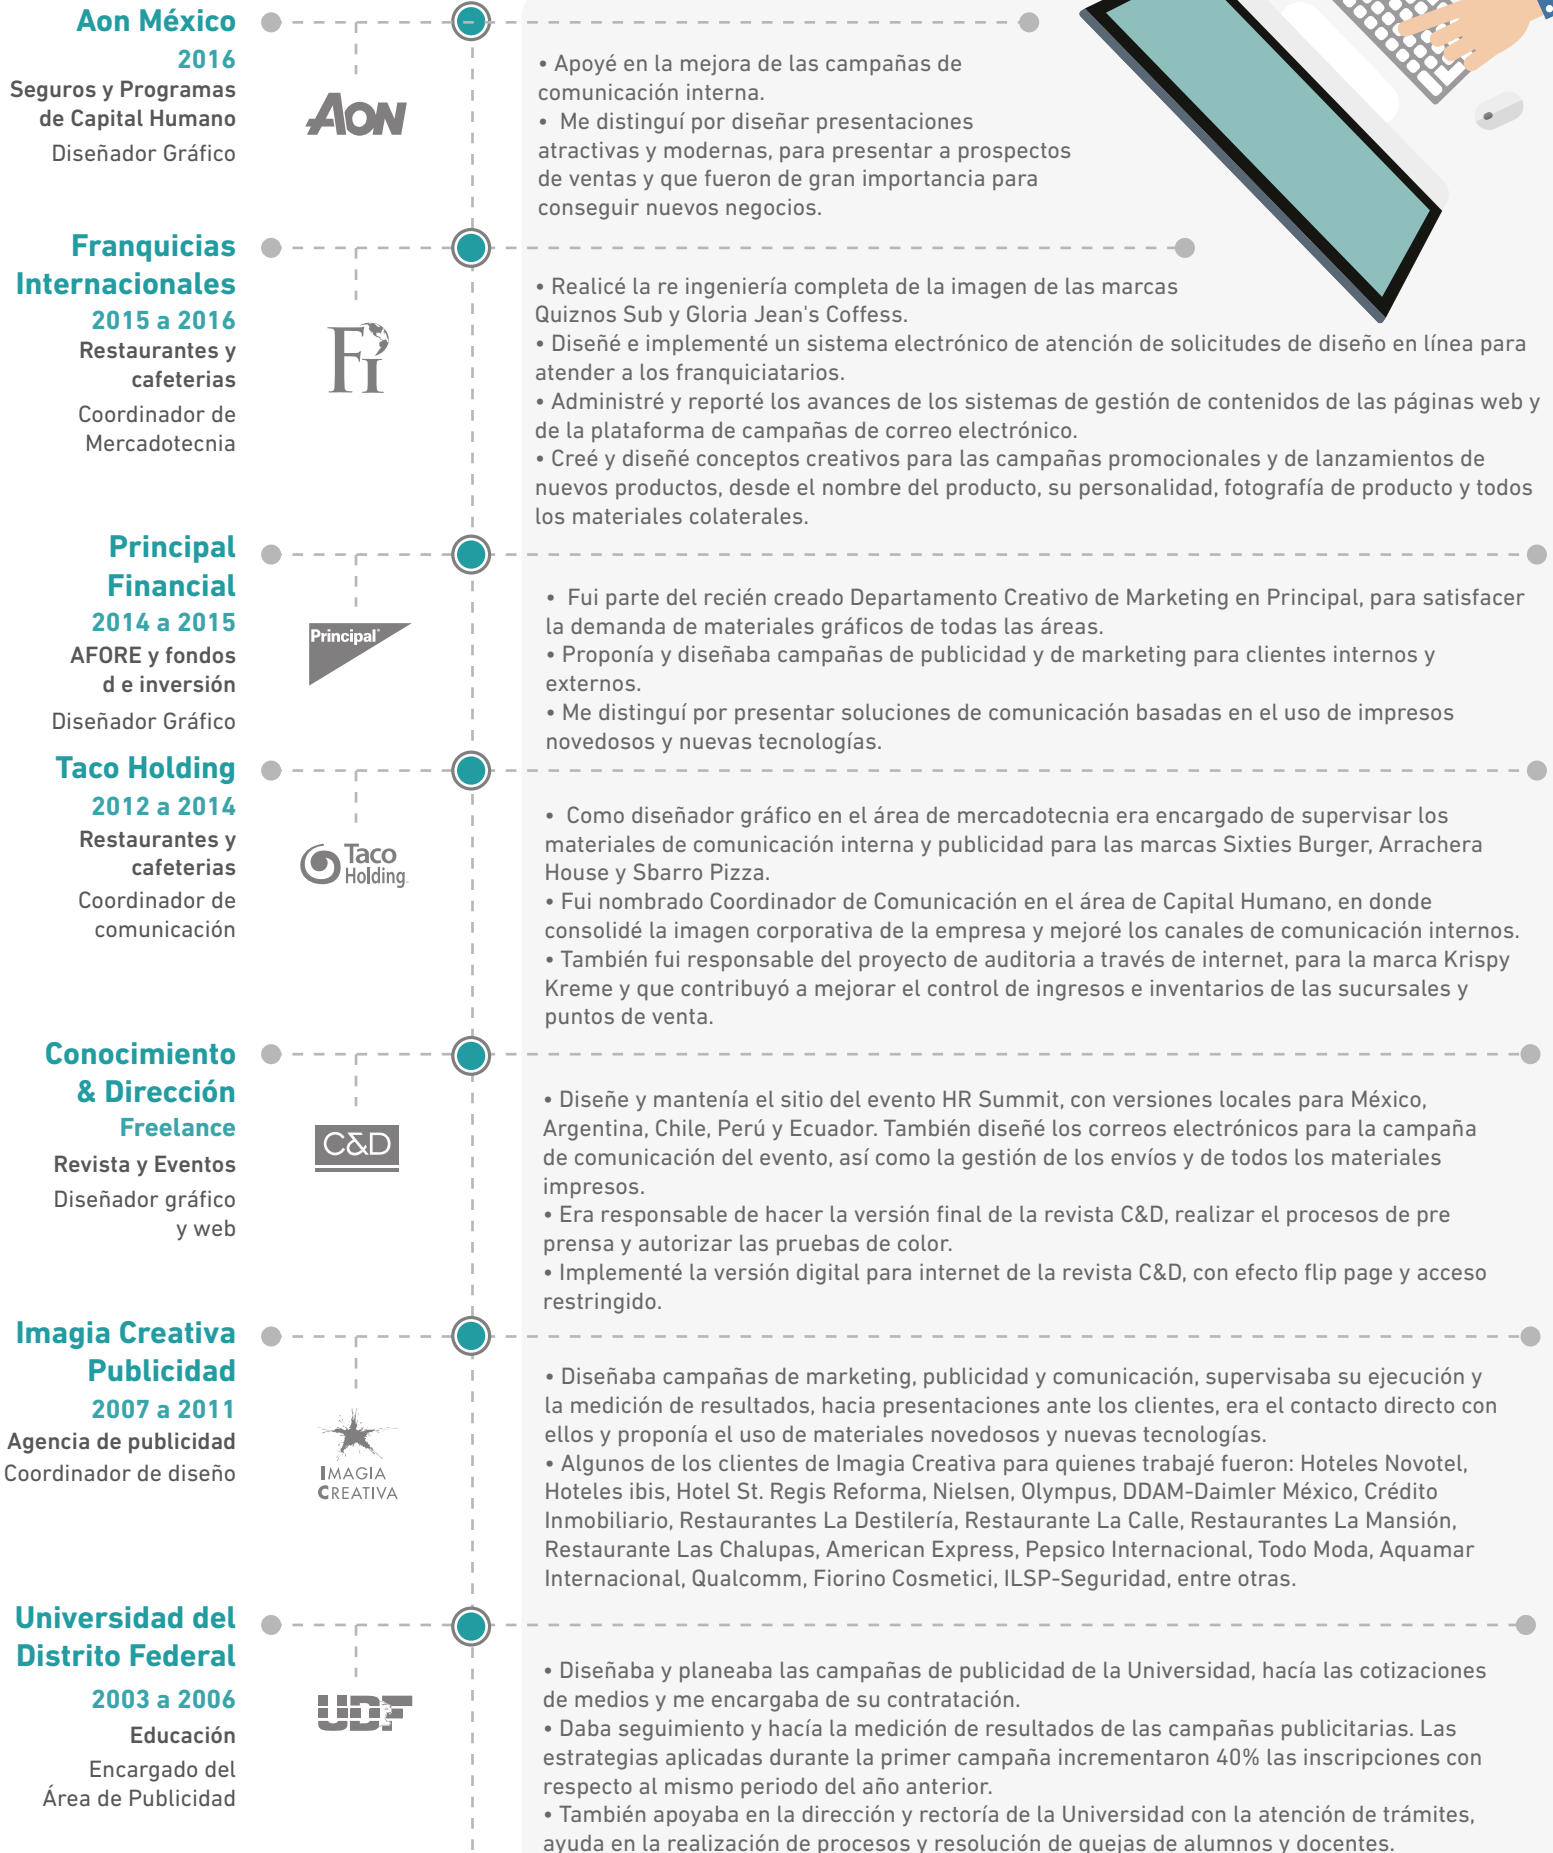 Aon México
2016
Seguros y Programas
de Capital Humano
Diseñador Gráfico
AON
• Apoyé en la mejora de las campañas de
comunicación interna.
• Me distinguí por diseñar presentaciones
atractivas y modernas, para presentar a prospectos
de ventas y que fueron de gran importancia para
conseguir nuevos negocios.
Franquicias
Internacionales
2015 a 2016
Restaurantes y
cafeterias
Coordinador de
Mercadotecnia
FI
• Realicé la re ingeniería completa de la imagen de las marcas
Quiznos Sub y Gloria Jean's Coffess.
• Diseñé e implementé un sistema electrónico de atención de solicitudes de diseño en línea para
atender a los franquiciatarios.
• Administré y reporté los avances de los sistemas de gestión de contenidos de las páginas web y
de la plataforma de campañas de correo electrónico.
• Creé y diseñé conceptos creativos para las campañas promocionales y de lanzamientos de
nuevos productos, desde el nombre del producto, su personalidad, fotografía de producto y todos
los materiales colaterales.
Principal
Financial
2014 a 2015
AFORE y fondos
d e inversión
Diseñador Gráfico
Principal
• Fui parte del recién creado Departamento Creativo de Marketing en Principal, para satisfacer
la demanda de materiales gráficos de todas las áreas.
• Proponía y diseñaba campañas de publicidad y de marketing para clientes internos y
externos.
• Me distinguí por presentar soluciones de comunicación basadas en el uso de impresos
novedosos y nuevas tecnologías.
Taco Holding
2012 a 2014
Restaurantes y
cafeterias
Coordinador de
comunicación
Taco
Holding
• Como diseñador gráfico en el área de mercadotecnia era encargado de supervisar los
materiales de comunicación interna y publicidad para las marcas Sixties Burger, Arrachera
House y Sbarro Pizza.
• Fui nombrado Coordinador de Comunicación en el área de Capital Humano, en donde
consolidé la imagen corporativa de la empresa y mejoré los canales de comunicación internos.
• También fui responsable del proyecto de auditoria a través de internet, para la marca Krispy
Kreme y que contribuyó a mejorar el control de ingresos e inventarios de las sucursales y
puntos de venta.
Conocimiento
& Dirección
Freelance
Revista y Eventos
Diseñador gráfico
y web
C&D
• Diseñe y mantenía el sitio del evento HR Summit, con versiones locales para México,
Argentina, Chile, Perú y Ecuador. También diseñé los correos electrónicos para la campaña
de comunicación del evento, así como la gestión de los envíos y de todos los materiales
impresos.
• Era responsable de hacer la versión final de la revista C&D, realizar el procesos de pre
prensa y autorizar las pruebas de color.
• Implementé la versión digital para internet de la revista C&D, con efecto flip page y acceso
restringido.
Imagia Creativa
Publicidad
2007 a 2011
Agencia de publicidad
Coordinador de diseño
IMAGIA
CREATIVA
• Diseñaba campañas de marketing, publicidad y comunicación, supervisaba su ejecución y
la medición de resultados, hacia presentaciones ante los clientes, era el contacto directo con
ellos y proponía el uso de materiales novedosos y nuevas tecnologías.
• Algunos de los clientes de Imagia Creativa para quienes trabajé fueron: Hoteles Novotel,
Hoteles ibis, Hotel St. Regis Reforma, Nielsen, Olympus, DDAM-Daimler México, Crédito
Inmobiliario, Restaurantes La Destilería, Restaurante La Calle, Restaurantes La Mansión,
Restaurante Las Chalupas, American Express, Pepsico Internacional, Todo Moda, Aquamar
Internacional, Qualcomm, Fiorino Cosmetici, ILSP-Seguridad, entre otras.
Universidad del
Distrito Federal
2003 a 2006
Educación
Encargado del
Área de Publicidad
UDF
• Diseñaba y planeaba las campañas de publicidad de la Universidad, hacía las cotizaciones
de medios y me encargaba de su contratación.
• Daba seguimiento y hacía la medición de resultados de las campañas publicitarias. Las
estrategias aplicadas durante la primer campaña incrementaron 40% las inscripciones con
respecto al mismo periodo del año anterior.
• También apoyaba en la dirección y rectoría de la Universidad con la atención de trámites,
ayuda en la realización de procesos y resolución de quejas de alumnos y docentes.